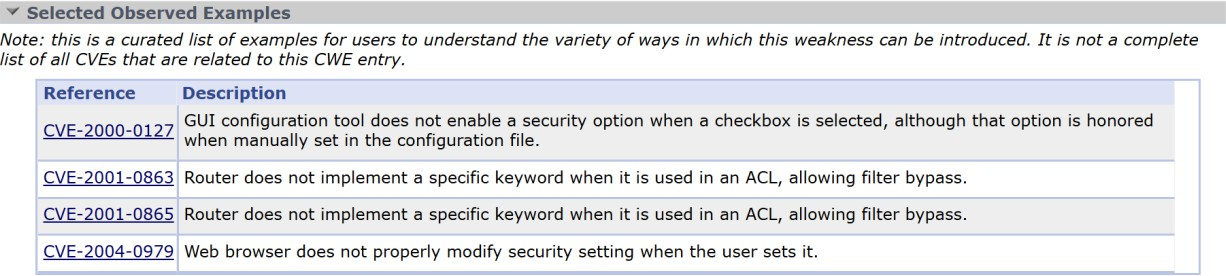 Selected Observed Examples
Note: this is a curated list of examples for users to understand the variety of ways in which this weakness can be introduced. It is not a complete
list of all CVEs that are related to this CWE entry.
Reference Description
CVE-2000-0127 GUI configuration tool does not enable a security option when a checkbox is selected, although that option is honored
when manually set in the configuration file.
CVE-2001-0863 Router does not implement a specific keyword when it is used in an ACL, allowing filter bypass.
CVE-2001-0865 Router does not implement a specific keyword when it is used in an ACL, allowing filter bypass.
CVE-2004-0979 Web browser does not properly modify security setting when the user sets it.